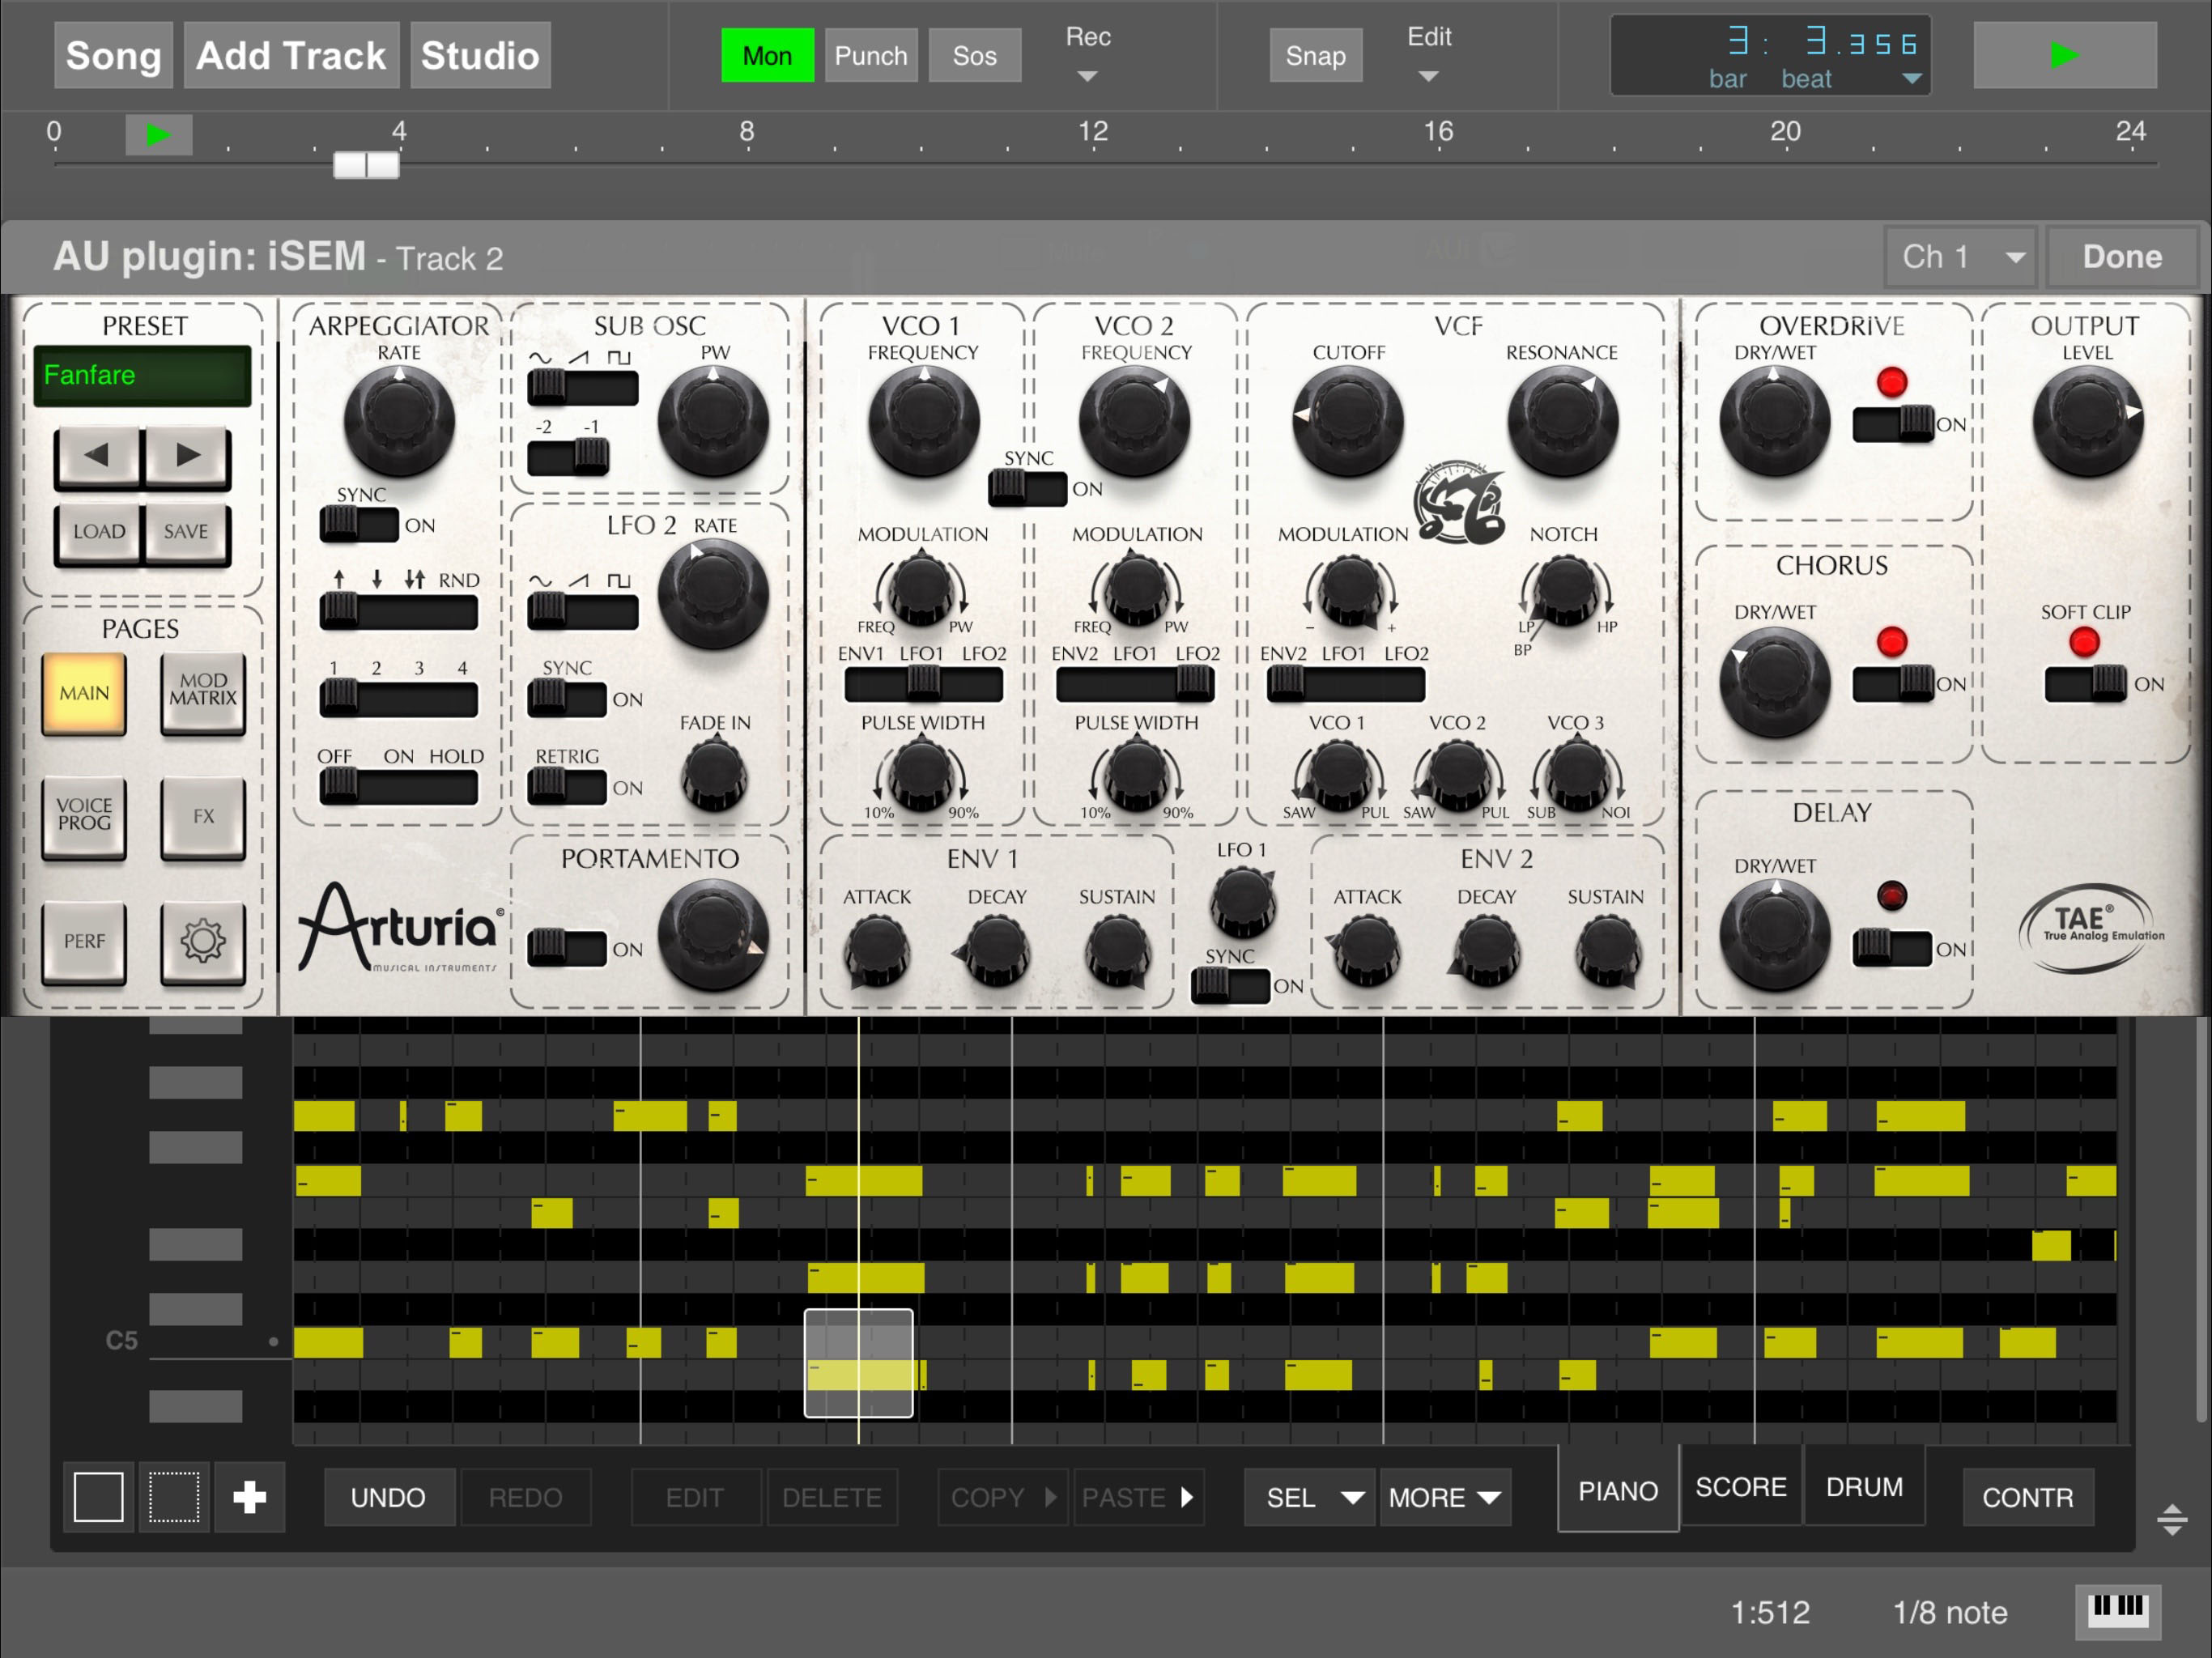 Song Add Track Studio Mon Punch Sos Rec Snap Edit 3: 3.356
bar beat
0 4 8 12 16 20 24
AU plugin: iSEM - Track 2 Ch 1 Done
PRESET
Fanfare
LOAD SAVE
PAGES
MAIN
MOD
MATRIX
VOICE
PROG
FX
PERF
ARPEGGIATOR
RATE
SYNC
ON
RND
1 2 3 4
OFF ON HOLD
Arturia©
MUSICAL INSTRUMENTS
SUB OSC
PW
-2 -1
LFO 2 RATE
SYNC
ON
FADE IN
RETRIG
ON
PORTAMENTO
ON
VCO 1
FREQUENCY
MODULATION
FREQ PW
ENV1 LFO1 LFO2
PULSE WIDTH
10% 90%
SYNC
ON
VCO 2
FREQUENCY
MODULATION
FREQ PW
ENV2 LFO1 LFO2
PULSE WIDTH
10% 90%
VCF
CUTOFF RESONANCE
MODULATION NOTCH
- +
LP HP
BP
ENV2 LFO1 LFO2
VCO 1 VCO 2 VCO 3
SAW PUL SAW PUL SUB NOI
ENV 1
ATTACK DECAY SUSTAIN
LFO 1
SYNC
ON
ENV 2
ATTACK DECAY SUSTAIN
OVERDRIVE
DRY/WET
ON
CHORUS
DRY/WET
ON
DELAY
DRY/WET
ON
OUTPUT
LEVEL
SOFT CLIP
ON
TAE®
True Analog Emulation
C5
UNDO REDO EDIT DELETE COPY PASTE SEL MORE PIANO SCORE DRUM CONTR
1:512 1/8 note